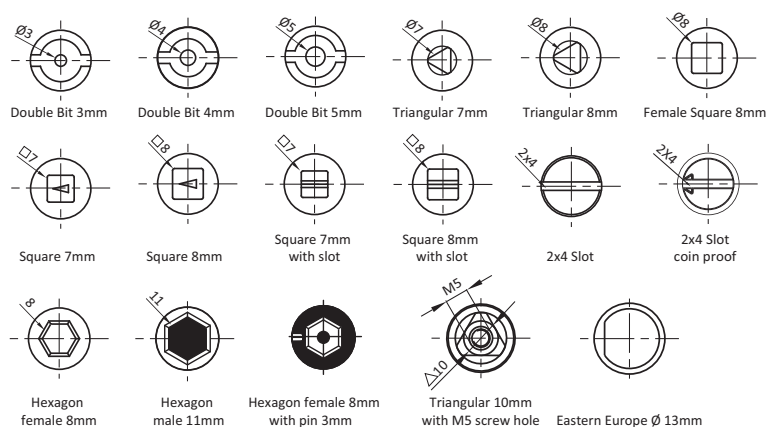 Ø3
Ø4
Ø5
Ø7
Ø8
Ø8
Double Bit 3mm
Double Bit 4mm
Double Bit 5mm
Triangular 7mm
Triangular 8mm
Female Square 8mm
□7
□8
□7
□8
2x4
2X4
Square 7mm
Square 8mm
Square 7mm
with slot
Square 8mm
with slot
2x4 Slot
2x4 Slot
coin proof
8
11
M5
△10
Hexagon
female 8mm
Hexagon
male 11mm
Hexagon female 8mm
with pin 3mm
Triangular 10mm
with M5 screw hole
Eastern Europe Ø 13mm